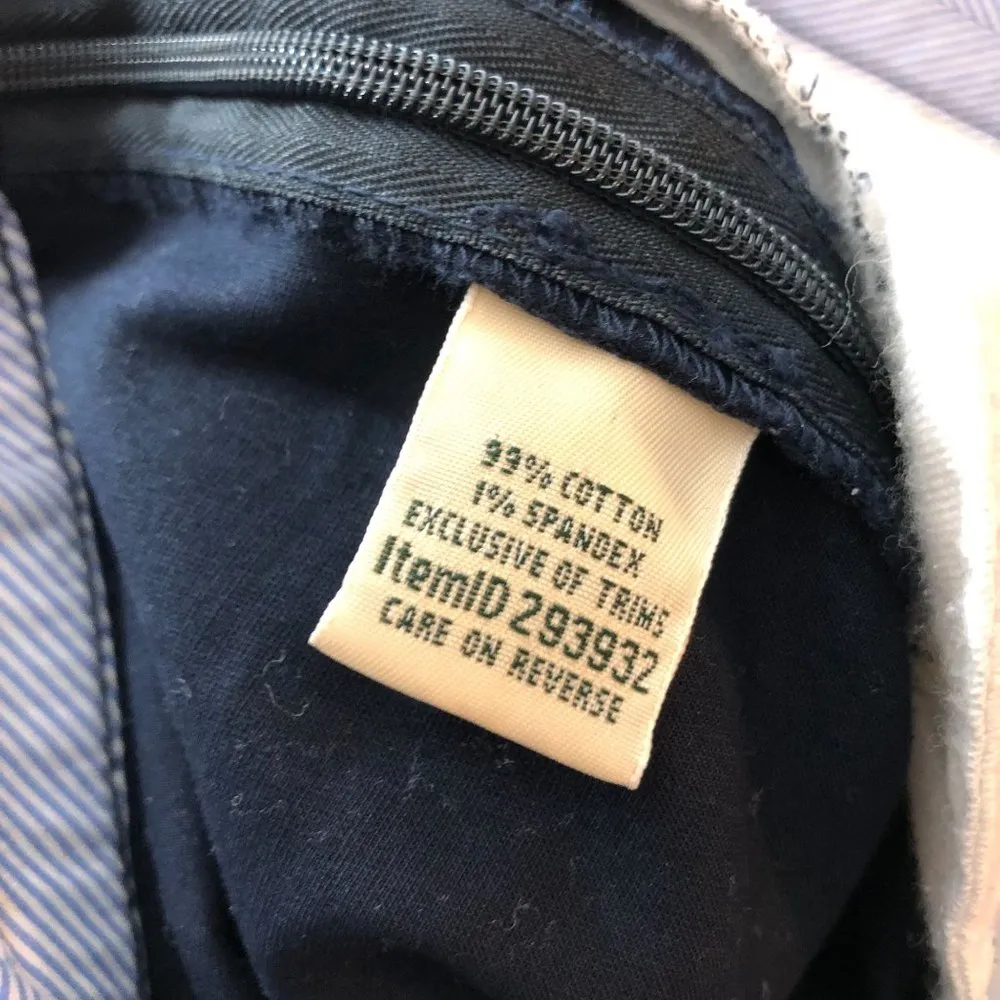 99% COTTON
1% SPANDEX
EXCLUSIVE OF TRIMS
ItemID 293932
CARE ON REVERSE